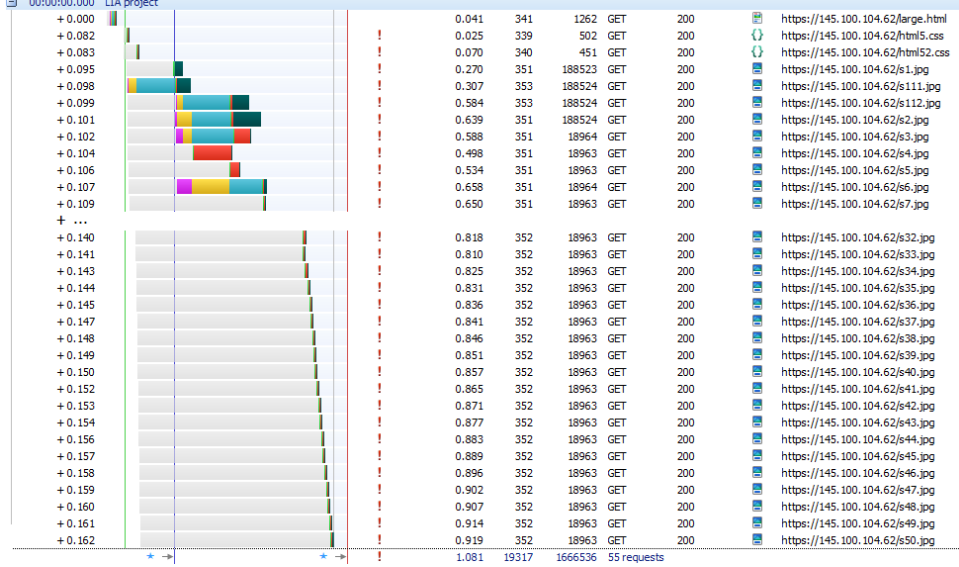 00:00:00.000 LIA project
+ 0.000 0.041 341 1262 GET 200 https://145.100.104.62/large.html
+ 0.082 ! 0.025 339 502 GET 200 https://145.100.104.62/html5.css
+ 0.083 ! 0.070 340 451 GET 200 https://145.100.104.62/html52.css
+ 0.095 ! 0.270 351 188523 GET 200 https://145.100.104.62/s1.jpg
+ 0.098 ! 0.307 353 188524 GET 200 https://145.100.104.62/s111.jpg
+ 0.099 ! 0.584 353 188524 GET 200 https://145.100.104.62/s112.jpg
+ 0.101 ! 0.639 351 188524 GET 200 https://145.100.104.62/s2.jpg
+ 0.102 ! 0.588 351 18964 GET 200 https://145.100.104.62/s3.jpg
+ 0.104 ! 0.498 351 18963 GET 200 https://145.100.104.62/s4.jpg
+ 0.106 ! 0.534 351 18963 GET 200 https://145.100.104.62/s5.jpg
+ 0.107 ! 0.658 351 18964 GET 200 https://145.100.104.62/s6.jpg
+ 0.109 ! 0.650 351 18963 GET 200 https://145.100.104.62/s7.jpg
+ ...
+ 0.140 ! 0.818 352 18963 GET 200 https://145.100.104.62/s32.jpg
+ 0.141 ! 0.810 352 18963 GET 200 https://145.100.104.62/s33.jpg
+ 0.143 ! 0.825 352 18963 GET 200 https://145.100.104.62/s34.jpg
+ 0.144 ! 0.831 352 18963 GET 200 https://145.100.104.62/s35.jpg
+ 0.145 ! 0.836 352 18963 GET 200 https://145.100.104.62/s36.jpg
+ 0.147 ! 0.841 352 18963 GET 200 https://145.100.104.62/s37.jpg
+ 0.148 ! 0.846 352 18963 GET 200 https://145.100.104.62/s38.jpg
+ 0.149 ! 0.851 352 18963 GET 200 https://145.100.104.62/s39.jpg
+ 0.150 ! 0.857 352 18963 GET 200 https://145.100.104.62/s40.jpg
+ 0.152 ! 0.865 352 18963 GET 200 https://145.100.104.62/s41.jpg
+ 0.153 ! 0.871 352 18963 GET 200 https://145.100.104.62/s42.jpg
+ 0.154 ! 0.877 352 18963 GET 200 https://145.100.104.62/s43.jpg
+ 0.156 ! 0.883 352 18963 GET 200 https://145.100.104.62/s44.jpg
+ 0.157 ! 0.889 352 18963 GET 200 https://145.100.104.62/s45.jpg
+ 0.158 ! 0.896 352 18963 GET 200 https://145.100.104.62/s46.jpg
+ 0.159 ! 0.902 352 18963 GET 200 https://145.100.104.62/s47.jpg
+ 0.160 ! 0.907 352 18963 GET 200 https://145.100.104.62/s48.jpg
+ 0.161 ! 0.914 352 18963 GET 200 https://145.100.104.62/s49.jpg
+ 0.162 ! 0.919 352 18963 GET 200 https://145.100.104.62/s50.jpg
! 1.081 19317 1666536 55 requests